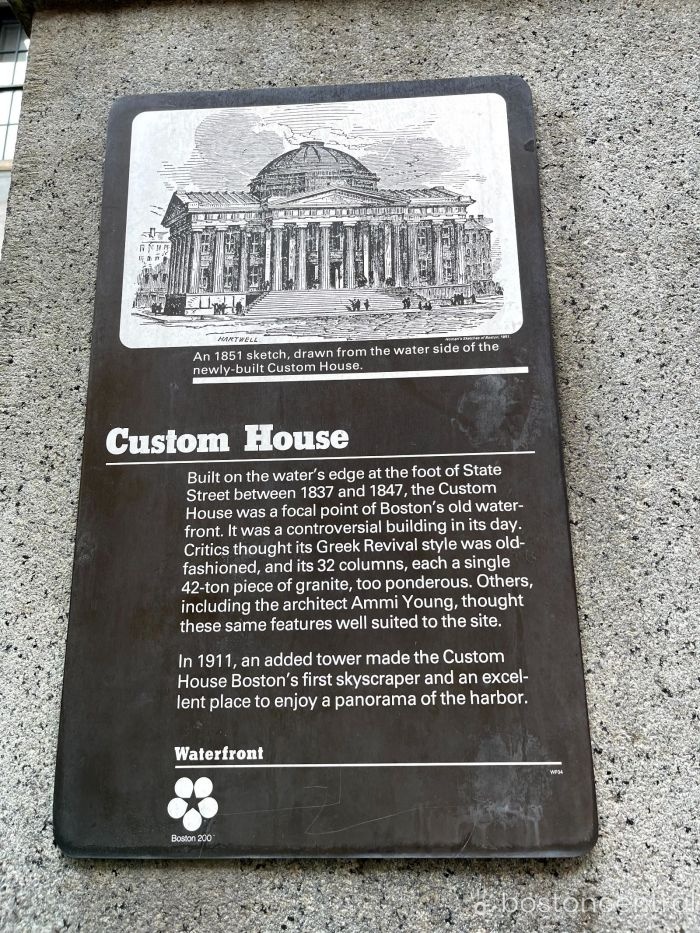 HARTWELL
An 1851 sketch, drawn from the water side of the
newly-built Custom House.
Custom House
Built on the water's edge at the foot of State
Street between 1837 and 1847, the Custom
House was a focal point of Boston's old water-
front. It was a controversial building in its day.
Critics thought its Greek Revival style was old-
fashioned, and its 32 columns, each a single
42-ton piece of granite, too ponderous. Others,
including the architect Ammi Young, thought
these same features well suited to the site.
In 1911, an added tower made the Custom
House Boston's first skyscraper and an excel-
lent place to enjoy a panorama of the harbor.
Waterfront
WF04
Boston 200
bostoncentral